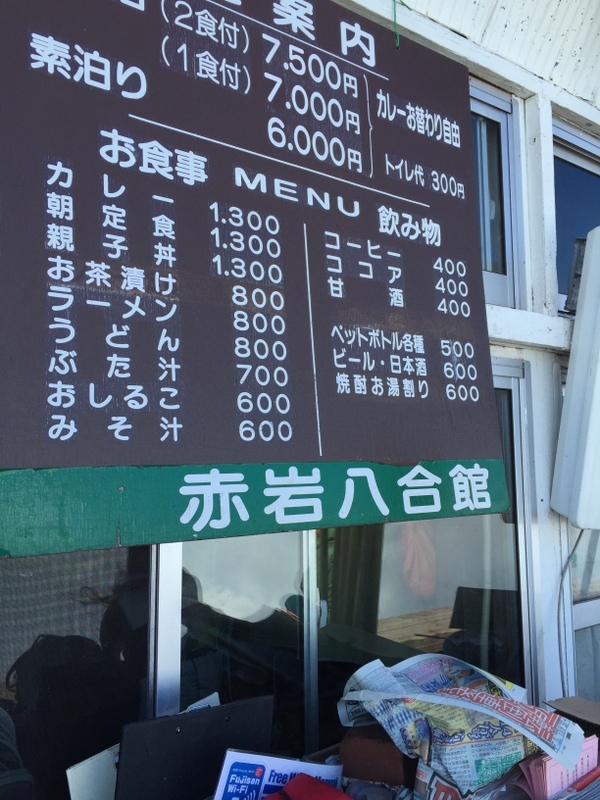 案内
(2食付) 7.500円
(1食付) 7.000円
素泊り 6.000円
カレーお替わり自由
トイレ代 300円
お食事 MENU 飲み物
カレー 1.300
朝定食 1.300
親子丼 1.300
お茶漬け 800
ラーメン 800
うどん 800
ぶた汁 700
おしるこ 600
みそ汁 600
コーヒー 400
ココア 400
甘酒 400
ペットボトル各種 500
ビール・日本酒 600
焼酎お湯割り 600
赤岩八合館
Fujisan
Wi-Fi
Free